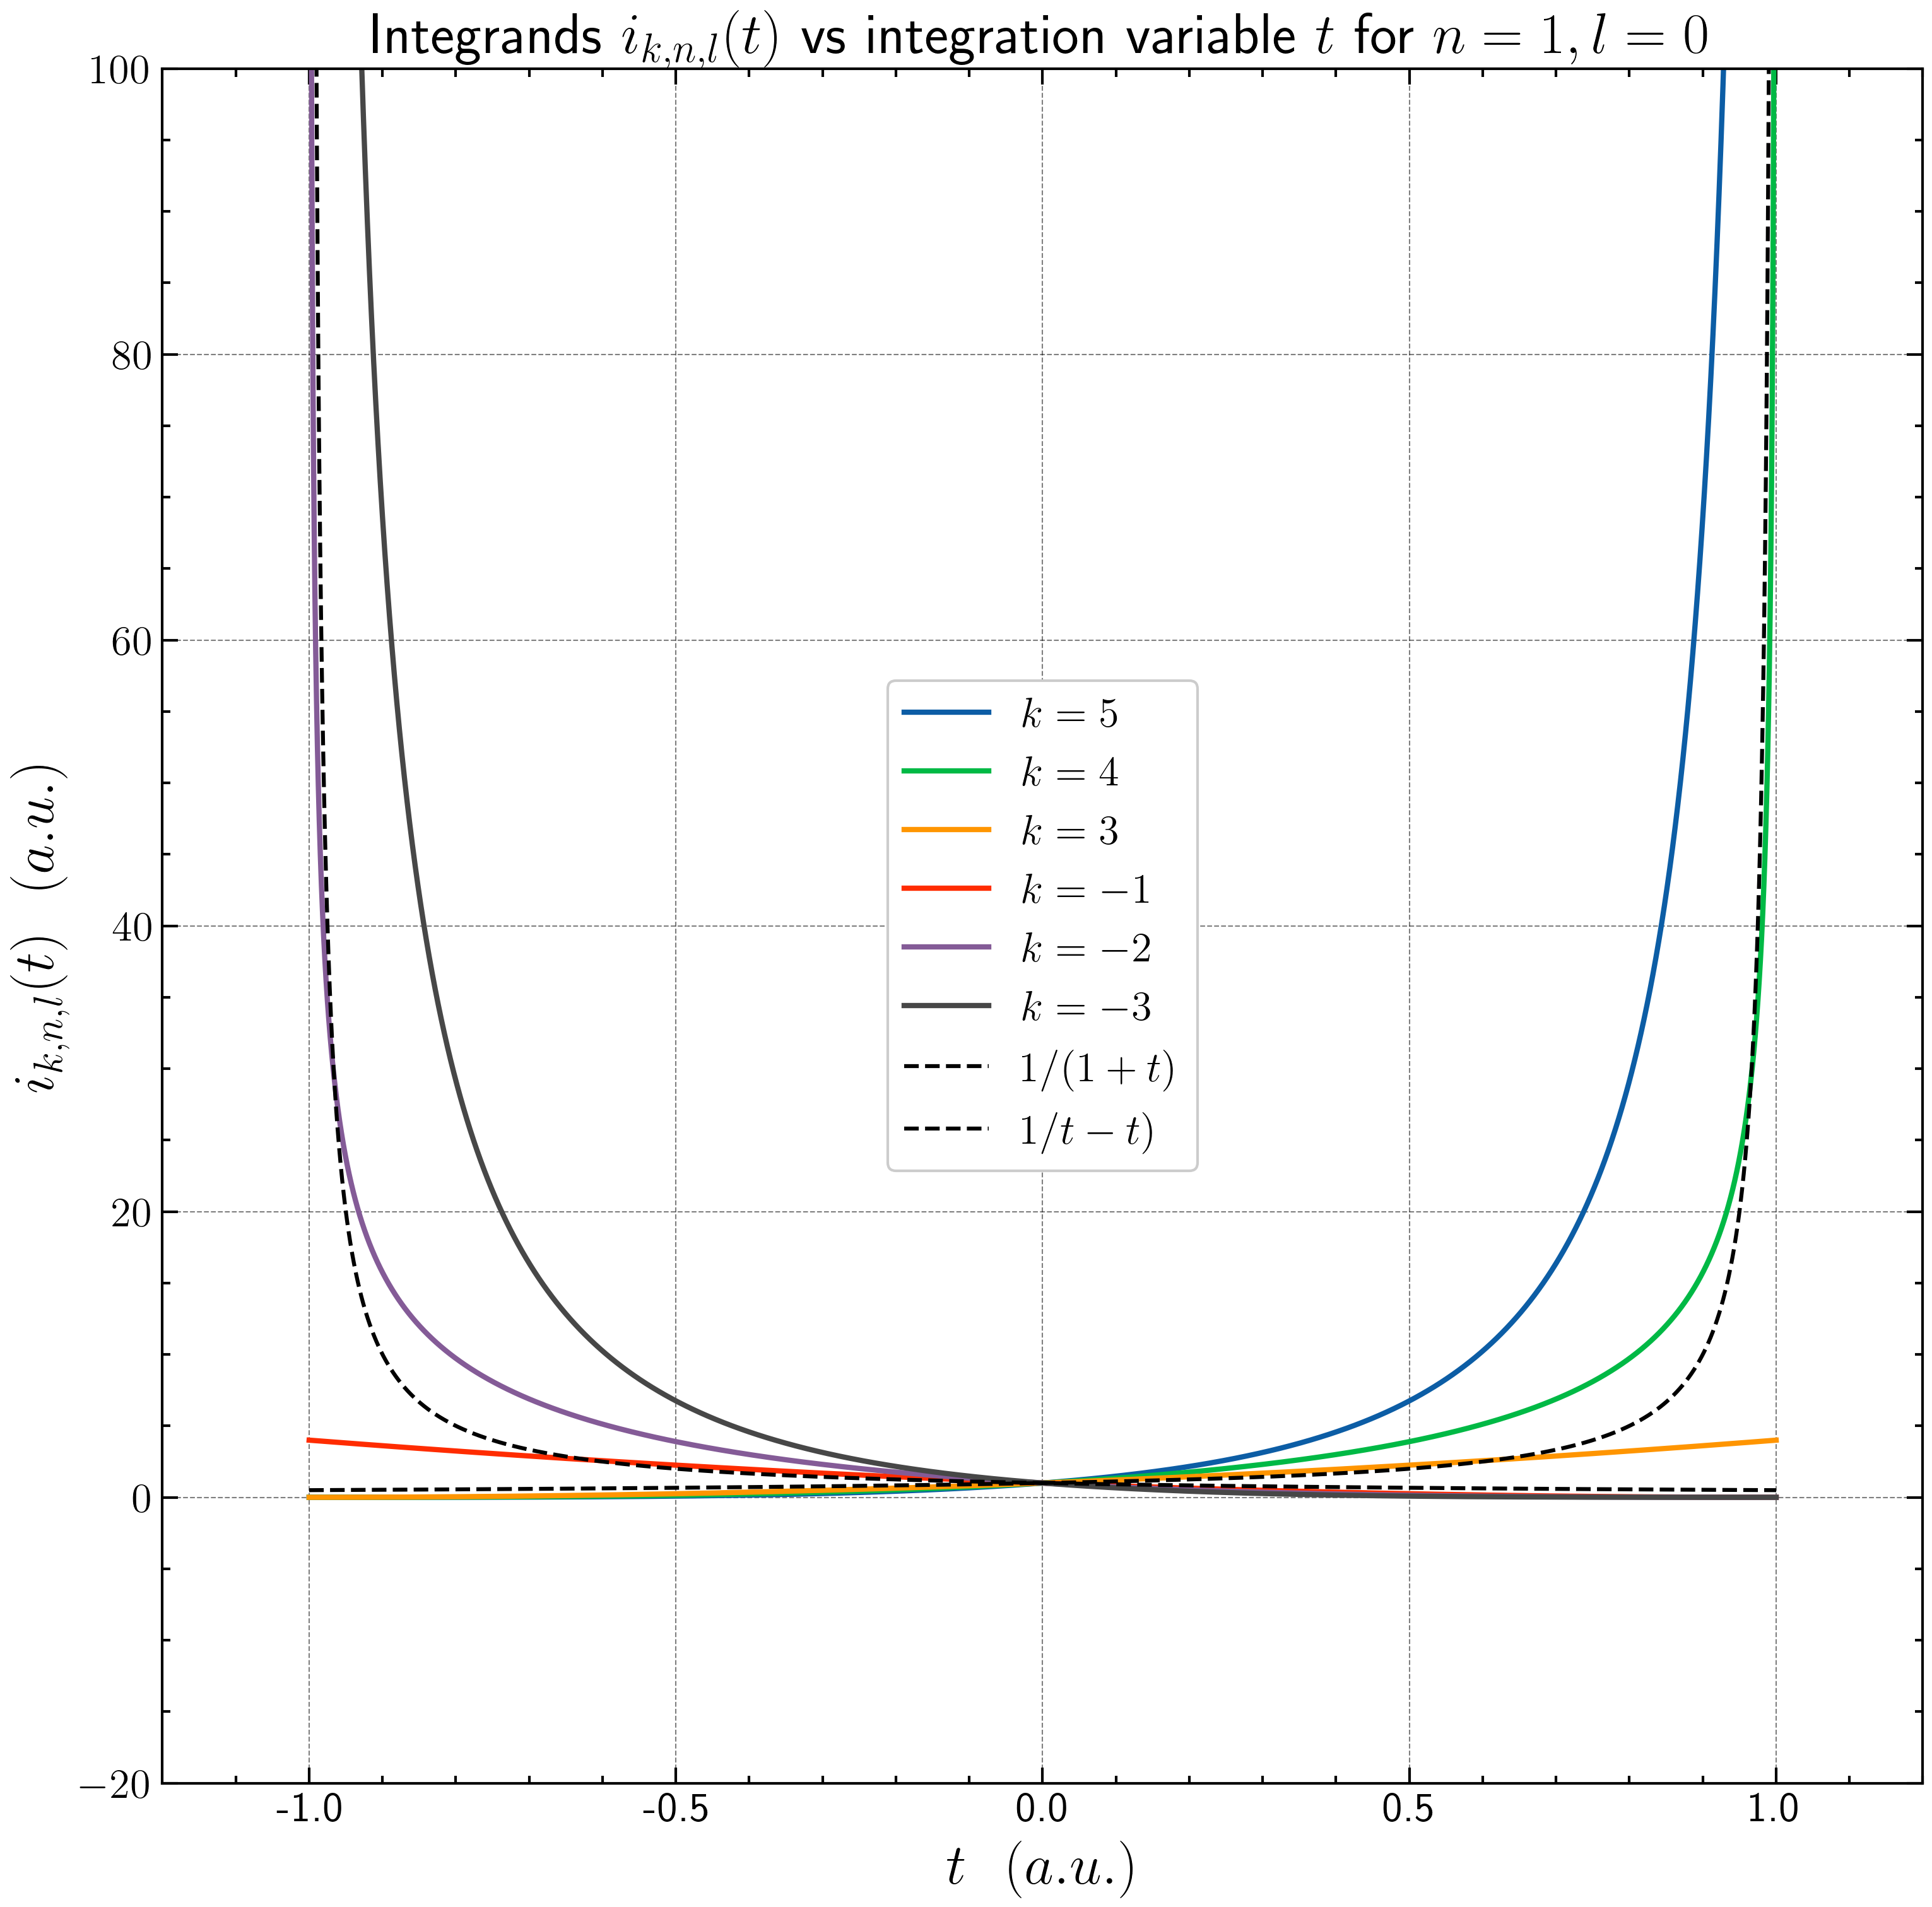 Integrands $i_{k,n,l}(t)$ vs integration variable $t$ for $n = 1, l = 0$
100
80
60
40
20
0
−20
$i_{k,n,l}(t)$ $(a.u.)$
$k = 5$
$k = 4$
$k = 3$
$k = −1$
$k = −2$
$k = −3$
$1/(1 + t)$
$1/t − t)$
-1.0 -0.5 0.0 0.5 1.0
$t$ $(a.u.)$